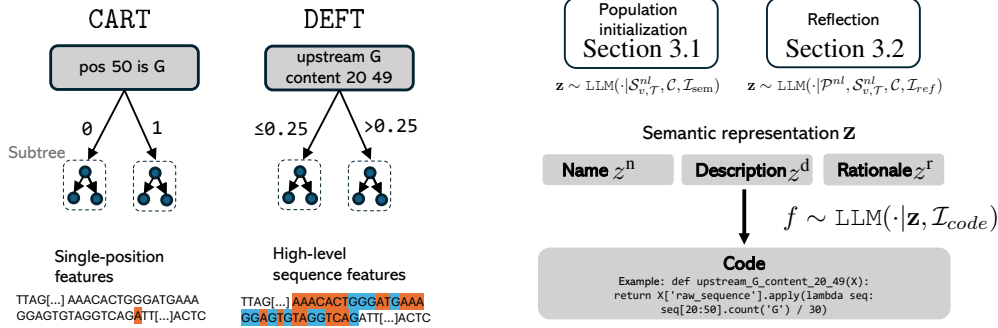 CART
pos 50 is G
0
1
Subtree
Single-position
features
TTAG[...] AAACACTGGGATGAAA
GGAGTGTAGGTCAGATT[...]ACTC
DEFT
upstream G
content 20 49
≤0.25
>0.25
High-level
sequence features
TTAG[...] AAACACTGGGATGAAA
GGAGTGTAGGTCAGATT[...]ACTC
Population
initialization
Section 3.1
z ∼ LLM(·|S^{nl}_{v,T}, C, I_{sem})
Reflection
Section 3.2
z ∼ LLM(·|P^{nl}, S^{nl}_{v,T}, C, I_{ref})
Semantic representation z
Name z^n
Description z^d
Rationale z^r
f ∼ LLM(·|z, I_{code})
Code
Example: def upstream_G_content_20_49(X):
return X['raw_sequence'].apply(lambda seq:
seq[20:50].count('G') / 30)